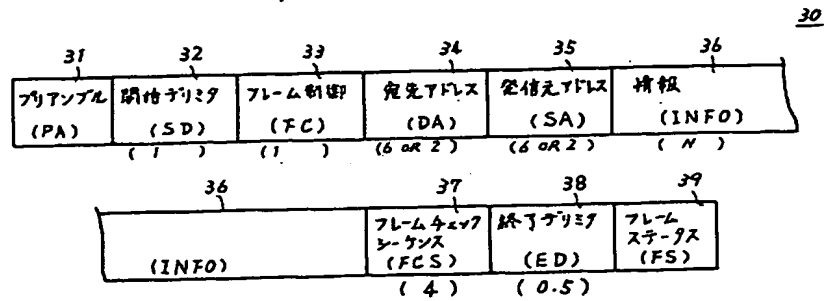 30
31 32 33 34 35 36
プリアンブル 開始デリミタ フレーム制御 宛先アドレス 発信元アドレス 情報
(PA) (SD) (FC) (DA) (SA) (INFO)
(1) (1) (6 OR 2) (6 OR 2) (N)
36 37 38 39
フレームチェック 終了デリミタ フレーム
シーケンス ステータス
(INFO) (FCS) (ED) (FS)
(4) (0.5)